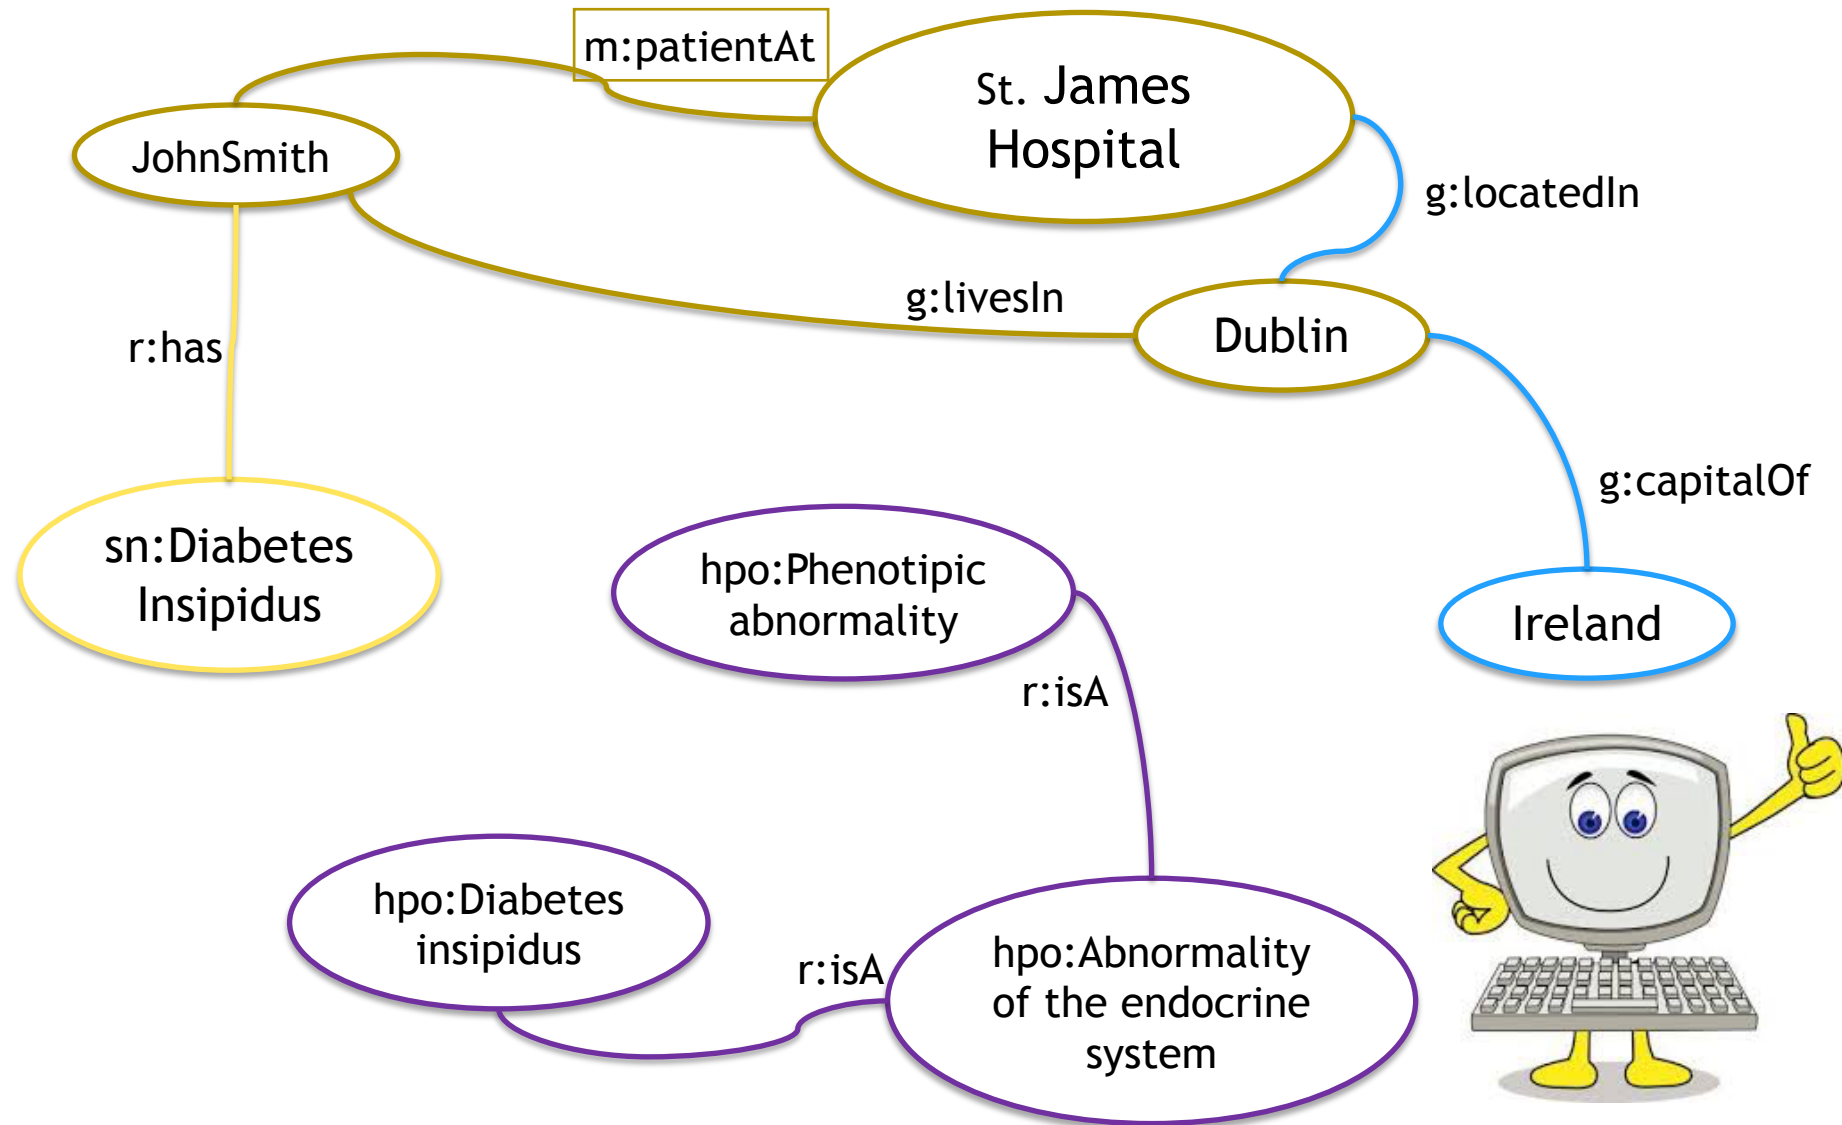 m:patientAt
St. James
Hospital
JohnSmith
g:locatedIn
g:livesIn
Dublin
r:has
g:capitalOf
sn:Diabetes
Insipidus
hpo:Phenotipic
abnormality
Ireland
r:isA
hpo:Diabetes
insipidus
r:isA
hpo:Abnormality
of the endocrine
system